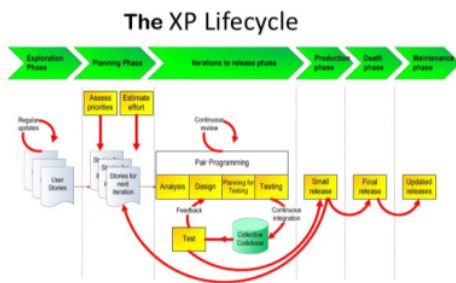 The XP Lifecycle
Exploration
Phase
Planning Phase
Iterations to release phase
Production
phase
Death
phase
Maintenance
phase
Assess
priorities
Estimate
effort
Regular
updates
Continuous
review
User
Stories
Stories for
next
iteration
Pair Programming
Analysis
Design
Planning for
Testing
Testing
Small
release
Final
release
Updated
releases
Feedback
Continuous
integration
Test
Collective
Codebase